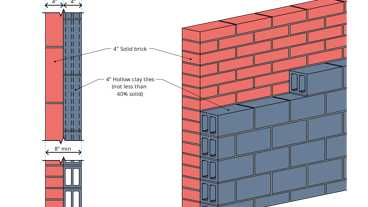 4" Solid brick
4" Hollow clay tiles
(not less than
40% solid)
8" min